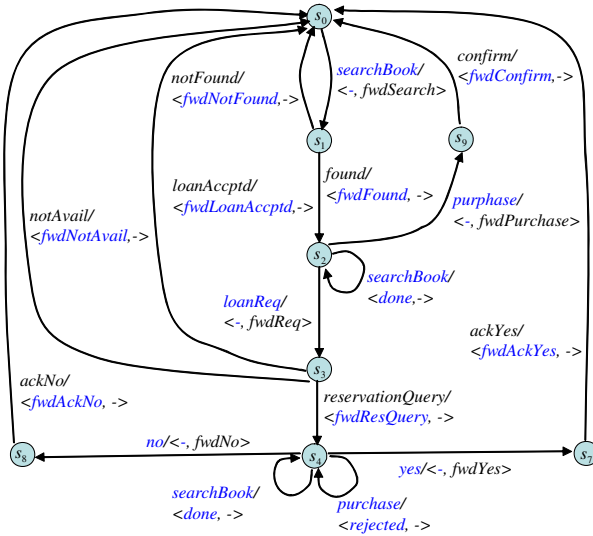 s0
confirm/
<fwdConfirm,->
notFound/
<fwdNotFound,->
searchBook/
<-, fwdSearch>
s1
s9
found/
<fwdFound, ->
loanAccptd/
<fwdLoanAccptd,->
purphase/
<-, fwdPurchase>
notAvail/
<fwdNotAvail,->
s2
searchBook/
<done,->
loanReq/
<-, fwdReq>
ackYes/
<fwdAckYes, ->
s3
ackNo/
<fwdAckNo, ->
reservationQuery/
<fwdResQuery, ->
no/<-, fwdNo>
s8
s4
s7
yes/<-, fwdYes>
searchBook/
<done, ->
purchase/
<rejected, ->